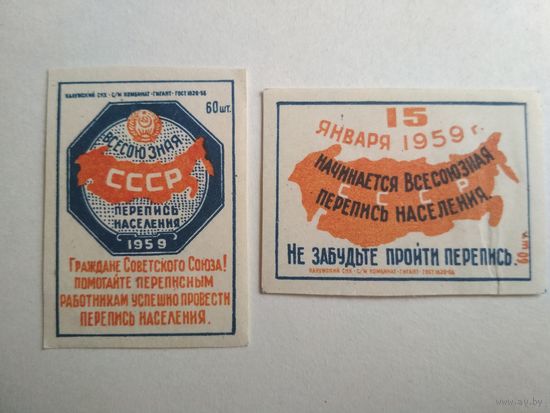 КАЛУЖСКИЙ СНХ - С/М КОМБИНАТ-ГИГАНТ - ГОСТ 1820-56
60 шт.
ВСЕСОЮЗНАЯ
СССР
ПЕРЕПИСЬ
НАСЕЛЕНИЯ
1959
ГРАЖДАНЕ СОВЕТСКОГО СОЮЗА!
ПОМОГАЙТЕ ПЕРЕПИСНЫМ
РАБОТНИКАМ УСПЕШНО ПРОВЕСТИ
ПЕРЕПИСЬ НАСЕЛЕНИЯ.
15
ЯНВАРЯ 1959 г.
НАЧИНАЕТСЯ ВСЕСОЮЗНАЯ
СССР
ПЕРЕПИСЬ НАСЕЛЕНИЯ.
НЕ ЗАБУДЬТЕ ПРОЙТИ ПЕРЕПИСЬ.
60 шт.
КАЛУЖСКИЙ СНХ - С/М КОМБИНАТ-ГИГАНТ - ГОСТ 1820-56
ay.by